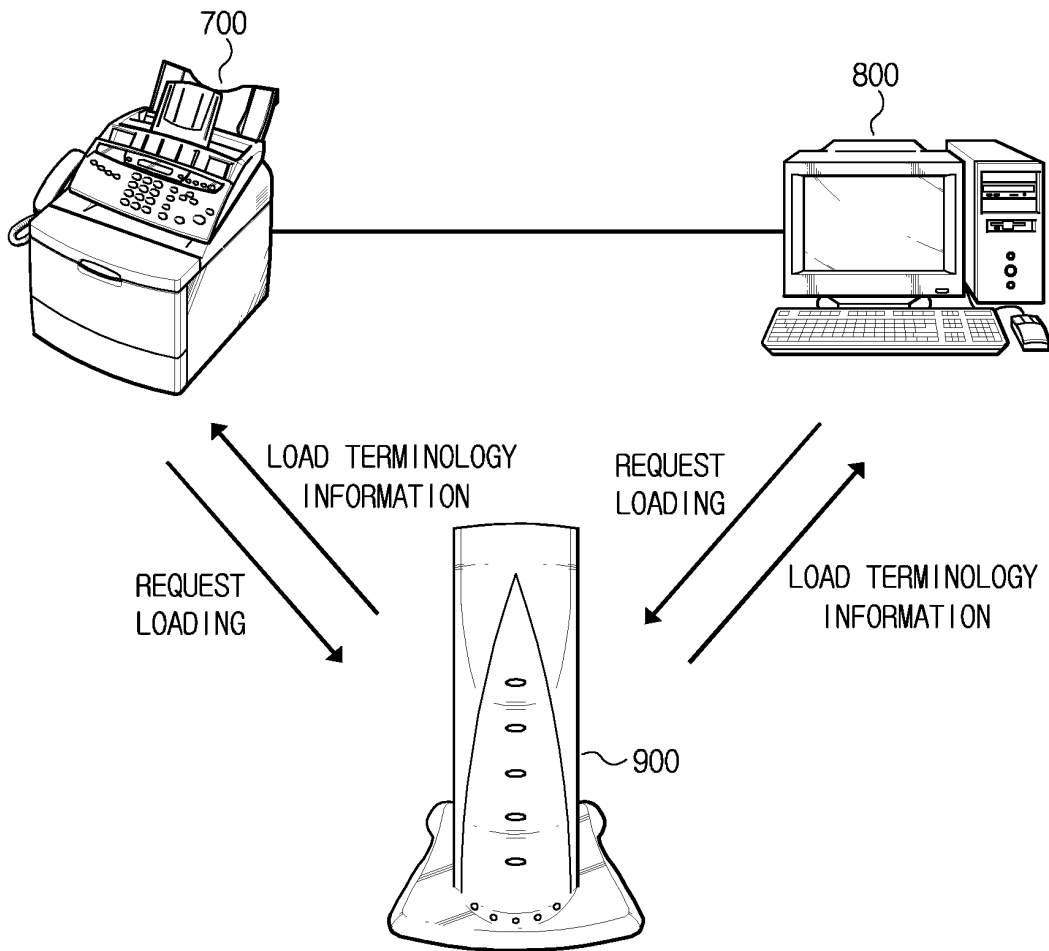 700
800
LOAD TERMINOLOGY
INFORMATION
REQUEST
LOADING
REQUEST
LOADING
LOAD TERMINOLOGY
INFORMATION
900